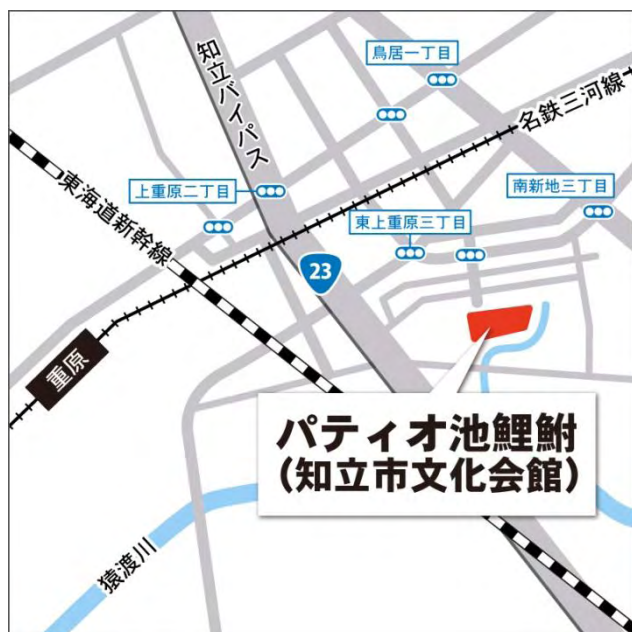 鳥居一丁目
知立バイパス
名鉄三河線
上重原二丁目
南新地三丁目
東海道新幹線
東上重原三丁目
23
重原
パティオ池鯉鮒
(知立市文化会館)
猿渡川